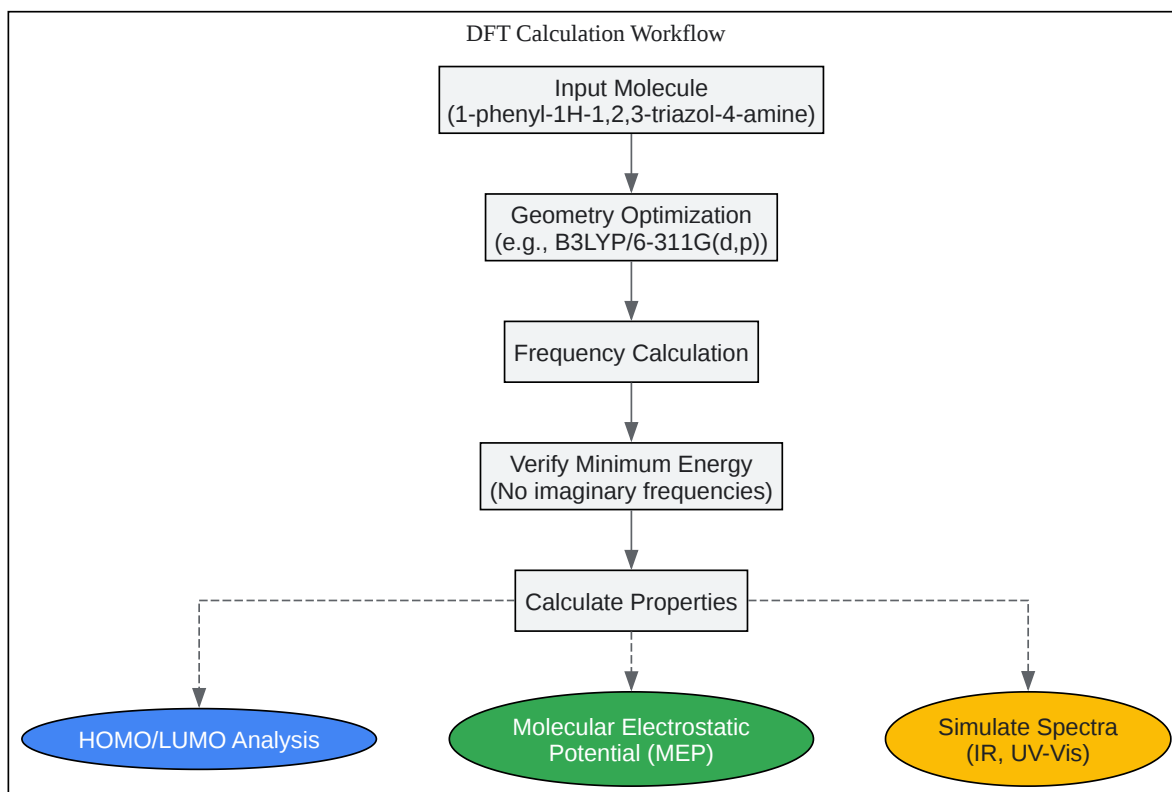 DFT Calculation Workflow
Input Molecule
(1-phenyl-1H-1,2,3-triazol-4-amine)
Geometry Optimization
(e.g., B3LYP/6-311G(d,p))
Frequency Calculation
Verify Minimum Energy
(No imaginary frequencies)
Calculate Properties
HOMO/LUMO Analysis
Molecular Electrostatic
Potential (MEP)
Simulate Spectra
(IR, UV-Vis)